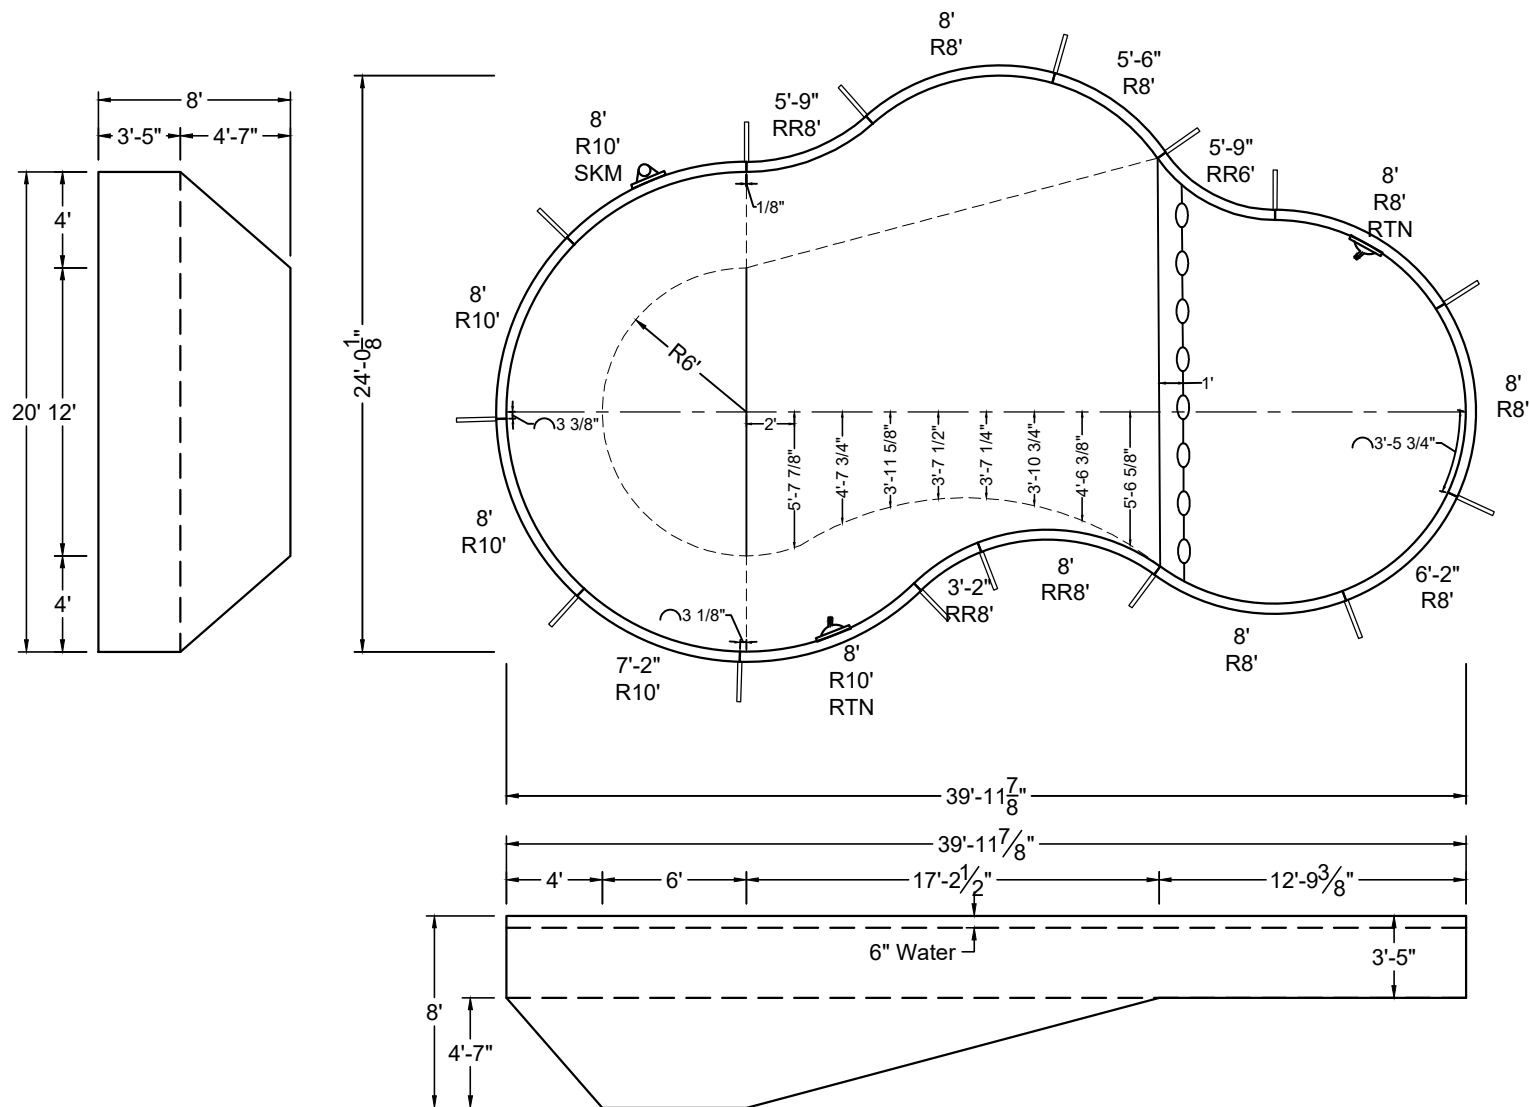 8'
R8'
5'-6"
R8'
8'
3'-5"
4'-7"
5'-9"
RR8'
8'
R10'
SKM
5'-9"
RR6'
8'
R8'
RTN
1/8"
4'
20'
12'
4'
24'-0 1/8"
8'
R10'
R6'
1'
8'
R8'
2'
3 3/8"
3'-5 3/4"
5'-7 7/8"
4'-7 3/4"
3'-11 5/8"
3'-7 1/2"
3'-7 1/4"
3'-10 3/4"
4'-6 3/8"
5'-6 5/8"
8'
R10'
3'-2"
RR8'
8'
RR8'
6'-2"
R8'
3 1/8"
7'-2"
R10'
8'
R10'
RTN
8'
R8'
39'-11 7/8"
39'-11 7/8"
4'
6'
17'-2 1/2"
12'-9 3/8"
6" Water
3'-5"
8'
4'-7"